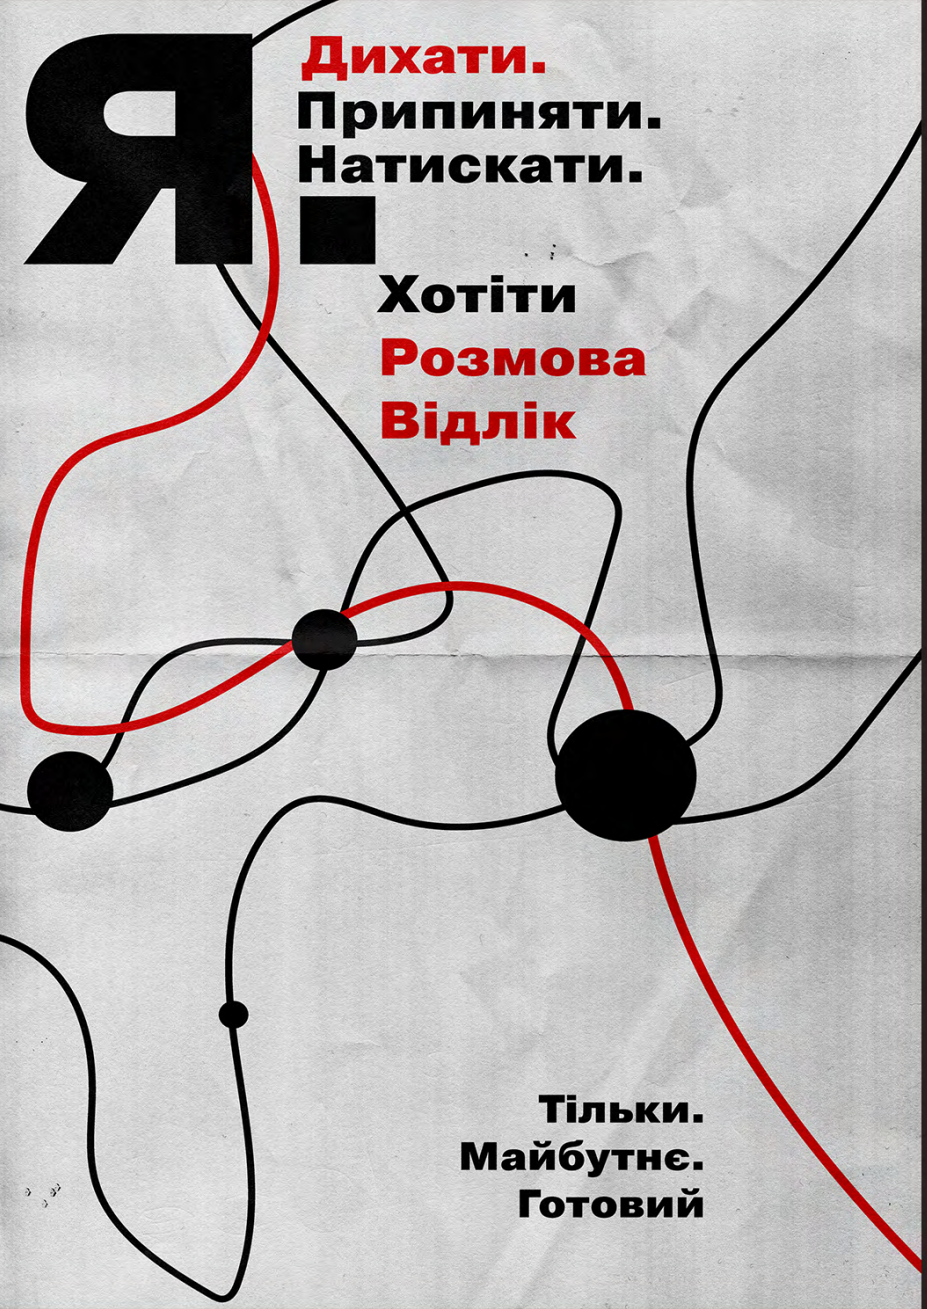 Я.
Дихати.
Припиняти.
Натискати.
Хотіти
Розмова
Відлік
Тільки.
Майбутнє.
Готовий